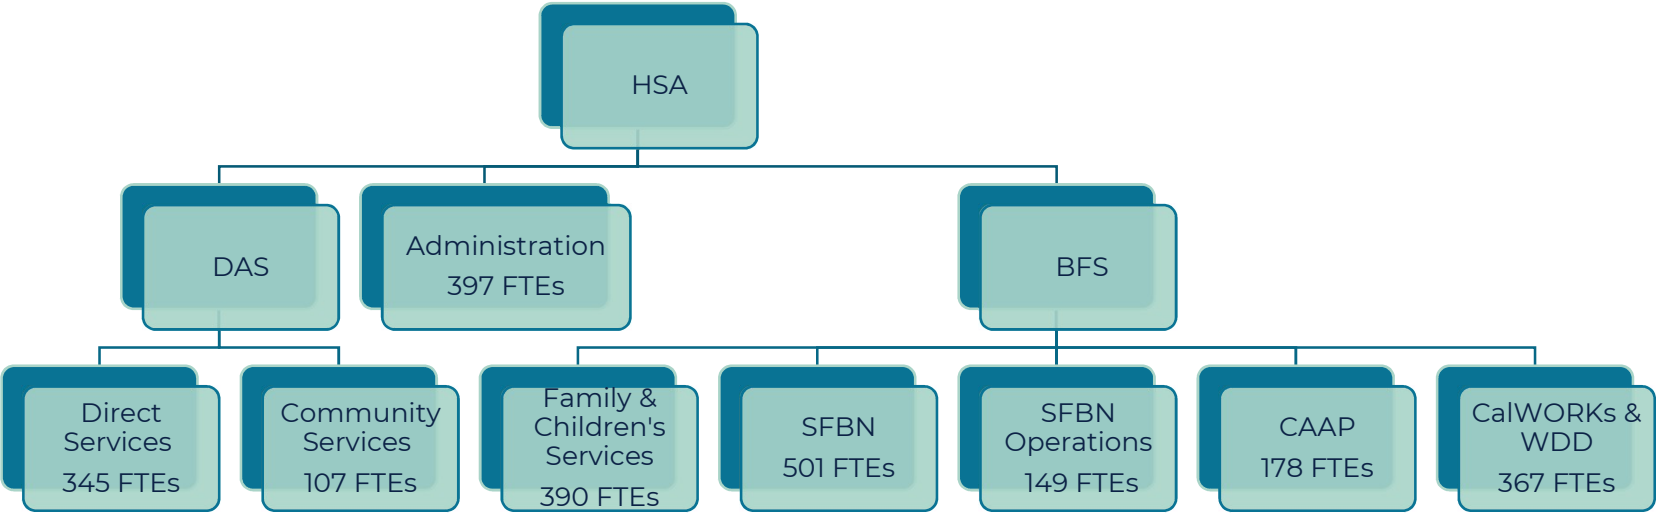 HSA
DAS
Administration
397 FTEs
BFS
Direct
Services
345 FTEs
Community
Services
107 FTEs
Family &
Children's
Services
390 FTEs
SFBN
501 FTEs
SFBN
Operations
149 FTEs
CAAP
178 FTEs
CalWORKs &
WDD
367 FTEs